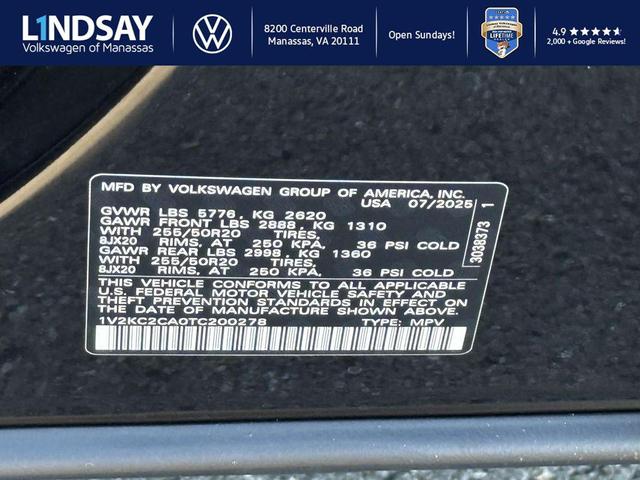 L1NDSAY
Volkswagen of Manassas
8200 Centerville Road
Manassas, VA 20111
Open Sundays!
LIFETIME
4.9
2,000 + Google Reviews!
MFD BY VOLKSWAGEN GROUP OF AMERICA, INC.
USA 07/2025
GVWR LBS 5776, KG 2620
GAWR FRONT LBS 2888, KG 1310
WITH 255/50R20 TIRES,
8JX20 RIMS, AT 250 KPA, 36 PSI COLD
GAWR REAR LBS 2998, KG 1360
WITH 255/50R20 TIRES,
8JX20 RIMS, AT 250 KPA, 36 PSI COLD
THIS VEHICLE CONFORMS TO ALL APPLICABLE
U.S. FEDERAL MOTOR VEHICLE SAFETY AND
THEFT PREVENTION STANDARDS IN EFFECT ON
THE DATE OF MANUFACTURE SHOWN ABOVE.
1V2KC2CA0TC200278 TYPE: MPV
3038373 1